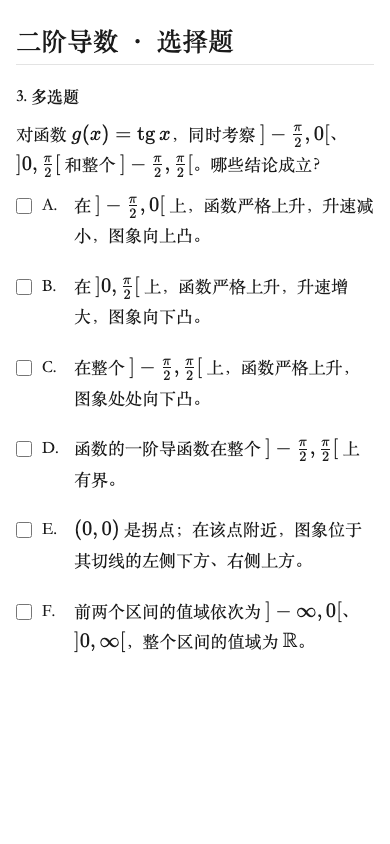 二阶导数 · 选择题
3. 多选题
对函数 g(x) = tg x，同时考察 ]−π/2, 0[、
]0, π/2[ 和整个 ]−π/2, π/2[。哪些结论成立？
A. 在 ]−π/2, 0[ 上，函数严格上升，升速减
小，图象向上凸。
B. 在 ]0, π/2[ 上，函数严格上升，升速增
大，图象向下凸。
C. 在整个 ]−π/2, π/2[ 上，函数严格上升，
图象处处向下凸。
D. 函数的一阶导函数在整个 ]−π/2, π/2[ 上
有界。
E. (0, 0) 是拐点；在该点附近，图象位于
其切线的左侧下方、右侧上方。
F. 前两个区间的值域依次为 ]−∞, 0[、
]0, ∞[，整个区间的值域为 ℝ。